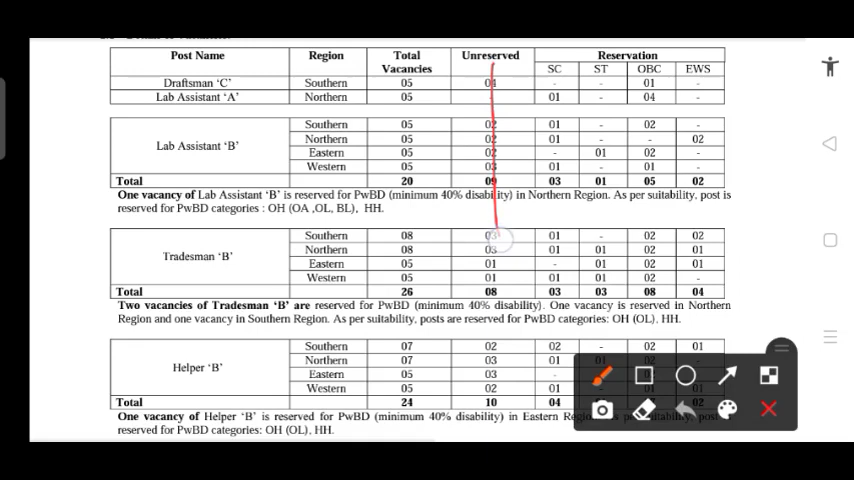 Post Name Region Total Vacancies Unreserved Reservation
SC ST OBC EWS
Draftsman ‘C’ Southern 05 04 - - 01 -
Lab Assistant ‘A’ Northern 05 - 01 - 04 -
Lab Assistant ‘B’
Southern 05 02 01 - 02 -
Northern 05 02 01 - - 02
Eastern 05 02 - 01 02 -
Western 05 03 01 - 01 -
Total 20 09 03 01 05 02
One vacancy of Lab Assistant ‘B’ is reserved for PwBD (minimum 40% disability) in Northern Region. As per suitability, post is
reserved for PwBD categories : OH (OA ,OL, BL), HH.
Tradesman ‘B’
Southern 08 03 01 - 02 02
Northern 08 03 01 01 02 01
Eastern 05 01 - 01 02 01
Western 05 01 01 01 02 -
Total 26 08 03 03 08 04
Two vacancies of Tradesman ‘B’ are reserved for PwBD (minimum 40% disability). One vacancy is reserved in Northern
Region and one vacancy in Southern Region. As per suitability, posts are reserved for PwBD categories: OH (OL), HH.
Helper ‘B’
Southern 07 02 02 - 02 01
Northern 07 03 01 01
Eastern 05 03 -
Western 05 02 01
Total 24 10 04 02
One vacancy of Helper ‘B’ is reserved for PwBD (minimum 40% disability) in Eastern
reserved for PwBD categories: OH (OL), HH.